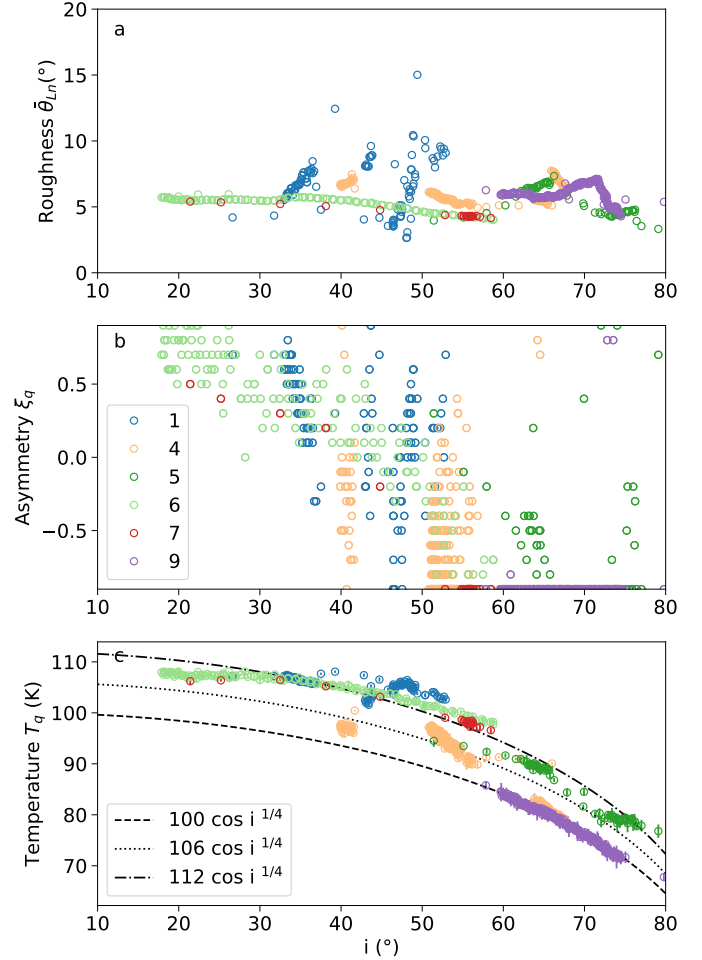 20
15
10
5
0
Roughness θ̄_Ln(°)
a
10 20 30 40 50 60 70 80
0.5
0.0
−0.5
Asymmetry ξ_q
b
1
4
5
6
7
9
10 20 30 40 50 60 70 80
110
100
90
80
70
Temperature T_q (K)
c
100 cos i ^1/4
106 cos i ^1/4
112 cos i ^1/4
10 20 30 40 50 60 70 80
i (°)